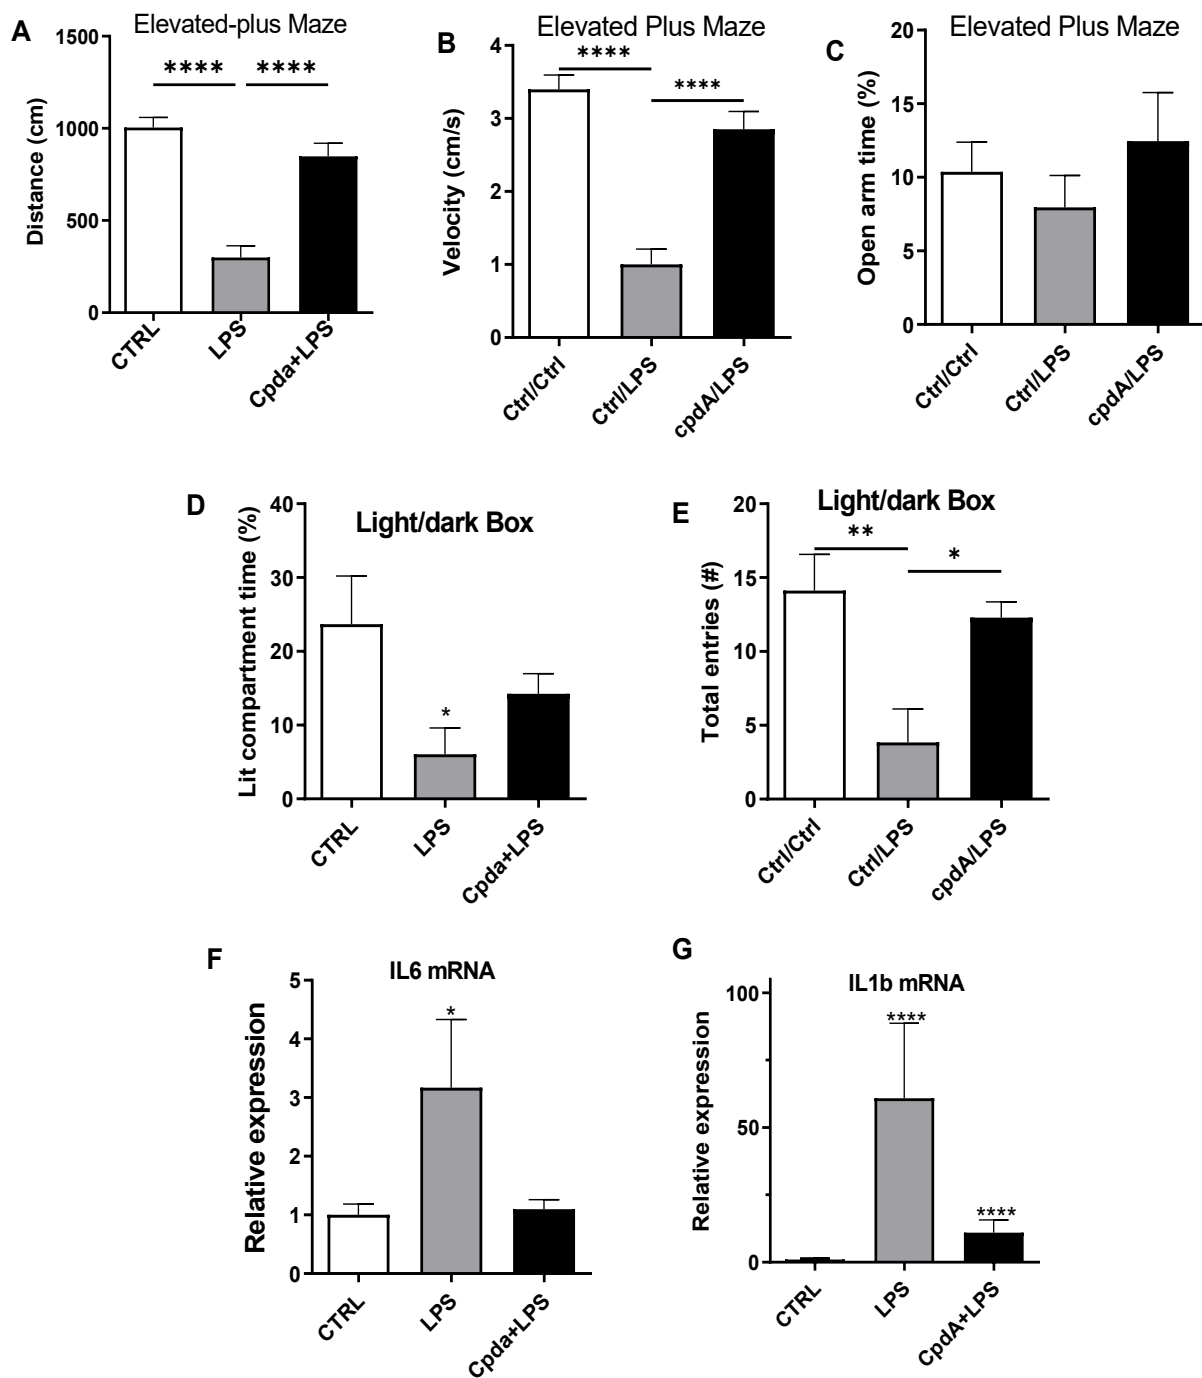 A
Elevated-plus Maze
Distance (cm)
1500
1000
500
0
****
****
CTRL
LPS
Cpda+LPS
B
Elevated Plus Maze
Velocity (cm/s)
4
3
2
1
0
****
****
Ctrl/Ctrl
Ctrl/LPS
cpdA/LPS
C
Elevated Plus Maze
Open arm time (%)
20
15
10
5
0
Ctrl/Ctrl
Ctrl/LPS
cpdA/LPS
D
Light/dark Box
Lit compartment time (%)
40
30
20
10
0
*
CTRL
LPS
Cpda+LPS
E
Light/dark Box
Total entries (#)
20
15
10
5
0
**
*
Ctrl/Ctrl
Ctrl/LPS
cpdA/LPS
F
IL6 mRNA
Relative expression
5
4
3
2
1
0
*
CTRL
LPS
Cpda+LPS
G
IL1b mRNA
Relative expression
100
50
0
****
****
CTRL
LPS
CpdA+LPS